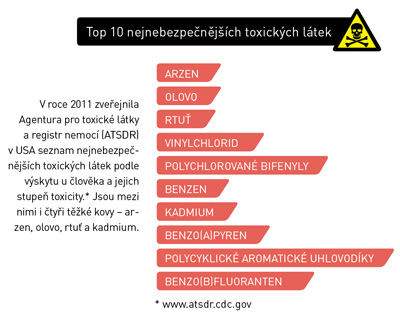 Top 10 nejnebezpečnějších toxických látek
V roce 2011 zveřejnila
Agentura pro toxické látky
a registr nemocí (ATSDR)
v USA seznam nejnebezpeč-
nějších toxických látek podle
výskytu u člověka a jejich
stupeň toxicity.* Jsou mezi
nimi i čtyři těžké kovy – ar-
zen, olovo, rtuť a kadmium.
ARZEN
OLOVO
RTUŤ
VINYLCHLORID
POLYCHLOROVANÉ BIFENYLY
BENZEN
KADMIUM
BENZO(A)PYREN
POLYCYKLICKÉ AROMATICKÉ UHLOVODÍKY
BENZO(B)FLUORANTEN
* www.atsdr.cdc.gov